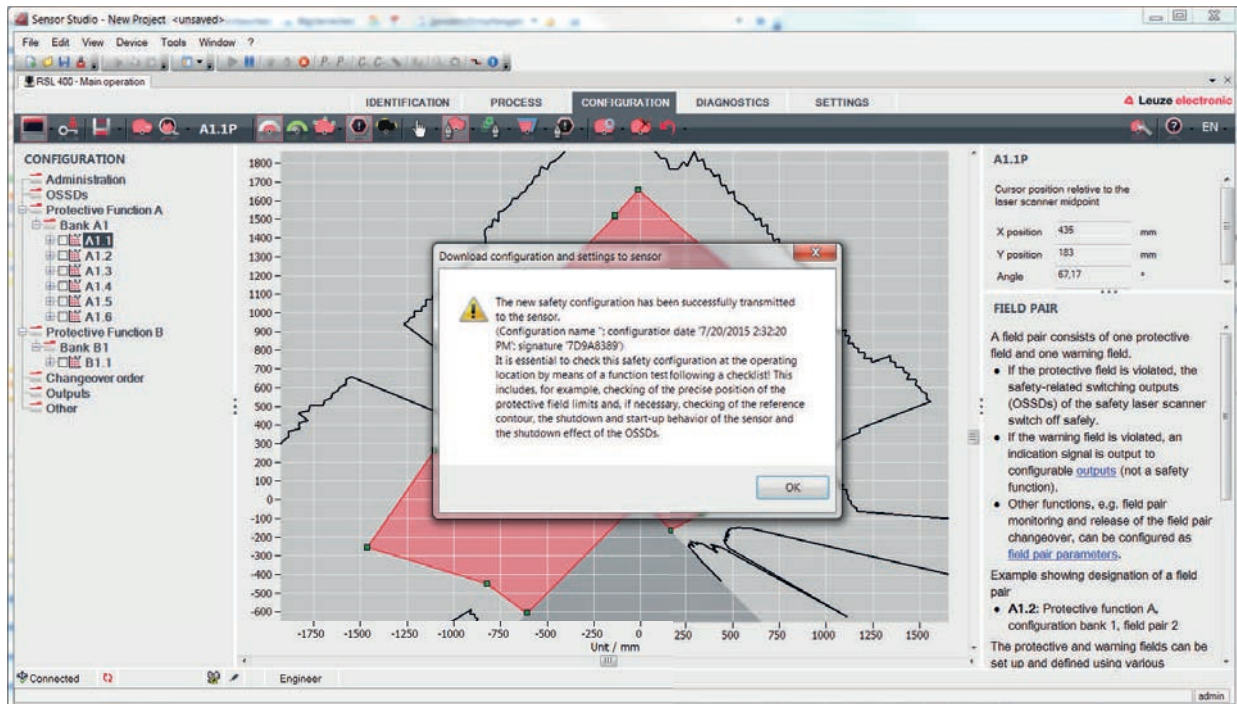 Sensor Studio - New Project <unsaved>
File Edit View Device Tools Window ?
RSL 400 - Main operation
IDENTIFICATION PROCESS CONFIGURATION DIAGNOSTICS SETTINGS
Leuze electronic
A1.1P
EN
CONFIGURATION
Administration
OSSDs
Protective Function A
Bank A1
A1.1
A1.2
A1.3
A1.4
A1.5
A1.6
Protective Function B
Bank B1
B1.1
Changeover order
Outpuls
Other
1800
1700
1600
1500
1400
1300
1200
1100
1000
900
800
700
600
500
400
300
200
100
0
-100
-200
-300
-400
-500
-600
-1750 -1500 -1250 -1000 -750 -500 -250 0 250 500 750 1000 1250 1500
Unt / mm
Download configuration and settings to sensor
The new safety configuration has been successfully transmitted
to the sensor.
(Configuration name '': configuration date '7/20/2015 2:32:20
PM': signature '7D9A8389')
It is essential to check this safety configuration at the operating
location by means of a function test following a checklist! This
includes, for example, checking of the precise position of the
protective field limits and, if necessary, checking of the reference
contour, the shutdown and start-up behavior of the sensor and
the shutdown effect of the OSSDs.
OK
A1.1P
Cursor position relative to the
laser scanner midpoint
X position 435 mm
Y position 183 mm
Angle 67,17 °
FIELD PAIR
A field pair consists of one protective
field and one warning field.
• If the protective field is violated, the
safety-related switching outputs
(OSSDs) of the safety laser scanner
switch off safely.
• If the warning field is violated, an
indication signal is output to
configurable outputs (not a safety
function).
• Other functions, e.g. field pair
monitoring and release of the field pair
changeover, can be configured as
field pair parameters.
Example showing designation of a field
pair
• A1.2: Protective function A,
configuration bank 1, field pair 2
The protective and warning fields can be
set up and defined using various
Connected
Engineer
admin